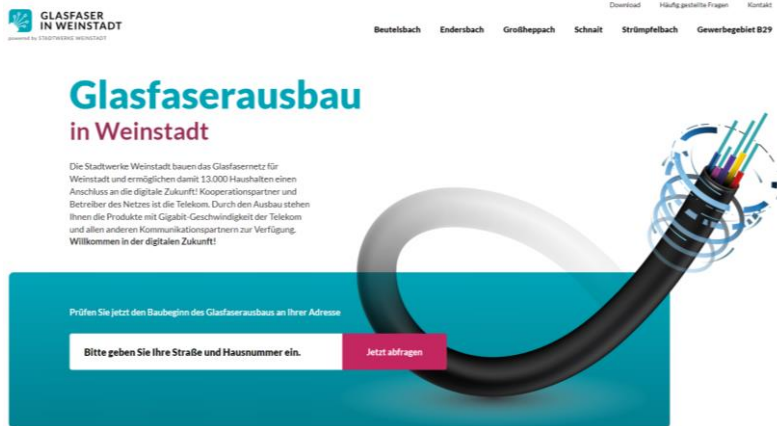 GLASFASER
IN WEINSTADT
powered by STADTWERKE WEINSTADT
Download Häufig gestellte Fragen Kontakt
Beutelsbach Endersbach Großheppach Schnait Strümpfelbach Gewerbegebiet B29
Glasfaserausbau
in Weinstadt
Die Stadtwerke Weinstadt bauen das Glasfasernetz für
Weinstadt und ermöglichen damit 13.000 Haushalten einen
Anschluss an die digitale Zukunft! Kooperationspartner und
Betreiber des Netzes ist die Telekom. Durch den Ausbau stehen
Ihnen die Produkte mit Gigabit-Geschwindigkeit der Telekom
und allen anderen Kommunikationspartnern zur Verfügung.
Willkommen in der digitalen Zukunft!
Prüfen Sie jetzt den Baubeginn des Glasfaserausbaus an Ihrer Adresse
Bitte geben Sie Ihre Straße und Hausnummer ein.
Jetzt abfragen